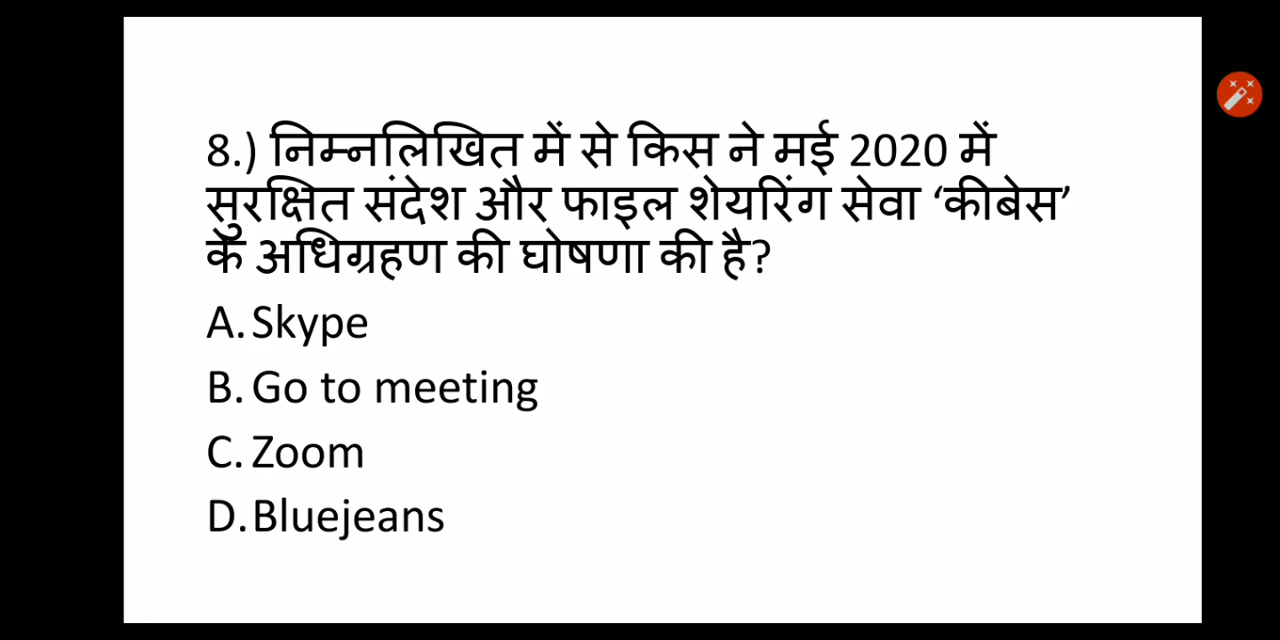 8.) निम्नलिखित में से किस ने मई 2020 में
सुरक्षित संदेश और फाइल शेयरिंग सेवा ‘कीबेस’
के अधिग्रहण की घोषणा की है?
A. Skype
B. Go to meeting
C. Zoom
D. Bluejeans